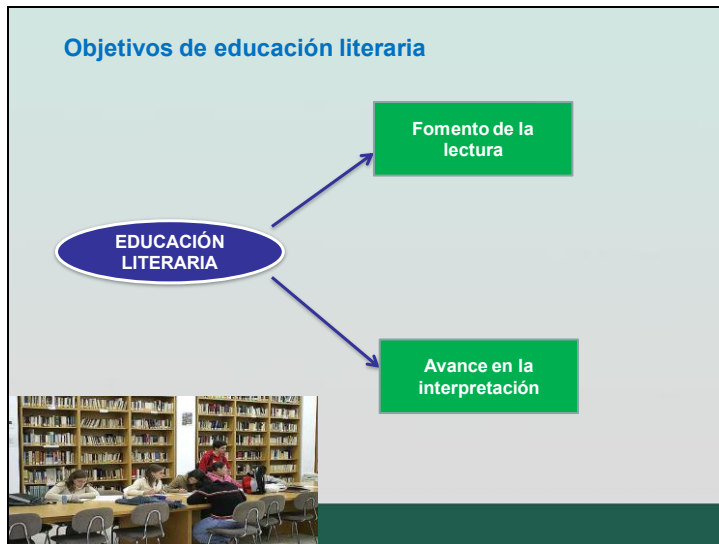 Objetivos de educación literaria
Fomento de la
lectura
EDUCACIÓN
LITERARIA
Avance en la
interpretación